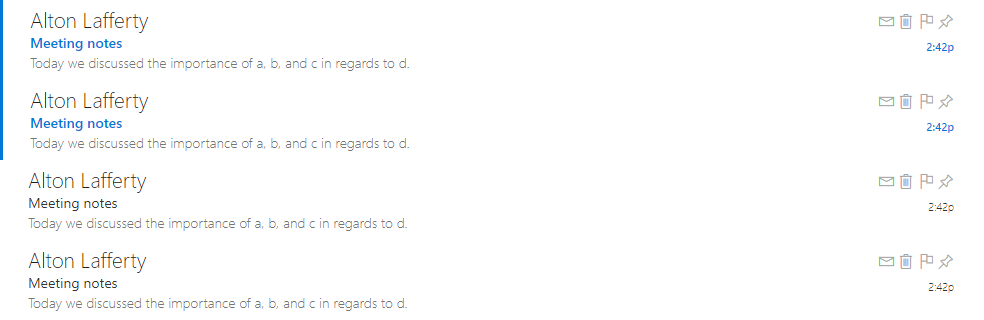 Alton Lafferty
Meeting notes
2:42p
Today we discussed the importance of a, b, and c in regards to d.
Alton Lafferty
Meeting notes
2:42p
Today we discussed the importance of a, b, and c in regards to d.
Alton Lafferty
Meeting notes
2:42p
Today we discussed the importance of a, b, and c in regards to d.
Alton Lafferty
Meeting notes
2:42p
Today we discussed the importance of a, b, and c in regards to d.